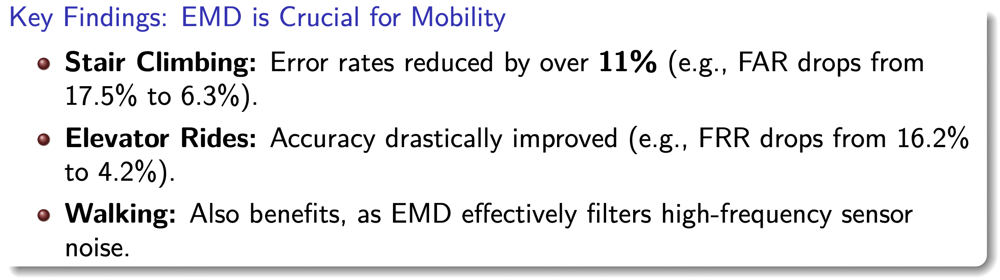 Key Findings: EMD is Crucial for Mobility
Stair Climbing: Error rates reduced by over 11% (e.g., FAR drops from
17.5% to 6.3%).
Elevator Rides: Accuracy drastically improved (e.g., FRR drops from 16.2%
to 4.2%).
Walking: Also benefits, as EMD effectively filters high-frequency sensor
noise.